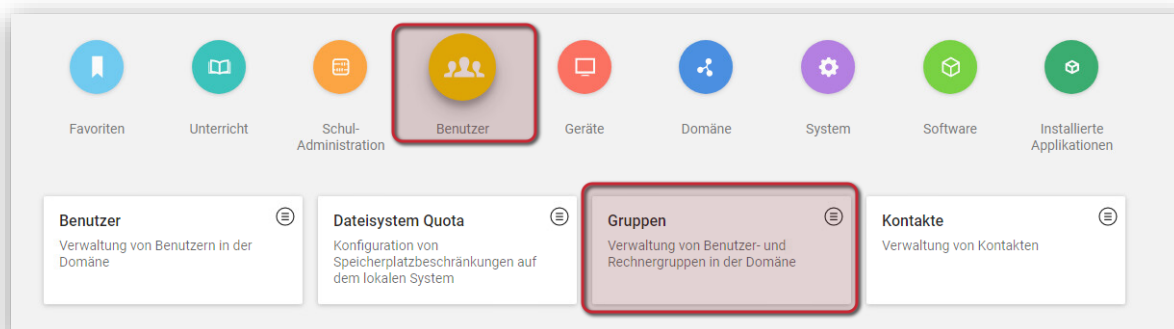 Favoriten
Unterricht
Schul-
Administration
Benutzer
Geräte
Domäne
System
Software
Installierte
Applikationen
Benutzer
Verwaltung von Benutzern in der
Domäne
Dateisystem Quota
Konfiguration von
Speicherplatzbeschränkungen auf
dem lokalen System
Gruppen
Verwaltung von Benutzer- und
Rechnergruppen in der Domäne
Kontakte
Verwaltung von Kontakten